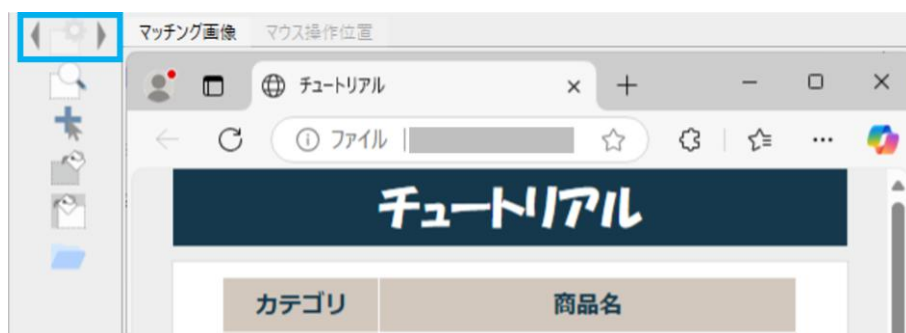 マッチング画像 マウス操作位置
チュートリアル
ファイル
チュートリアル
カテゴリ 商品名